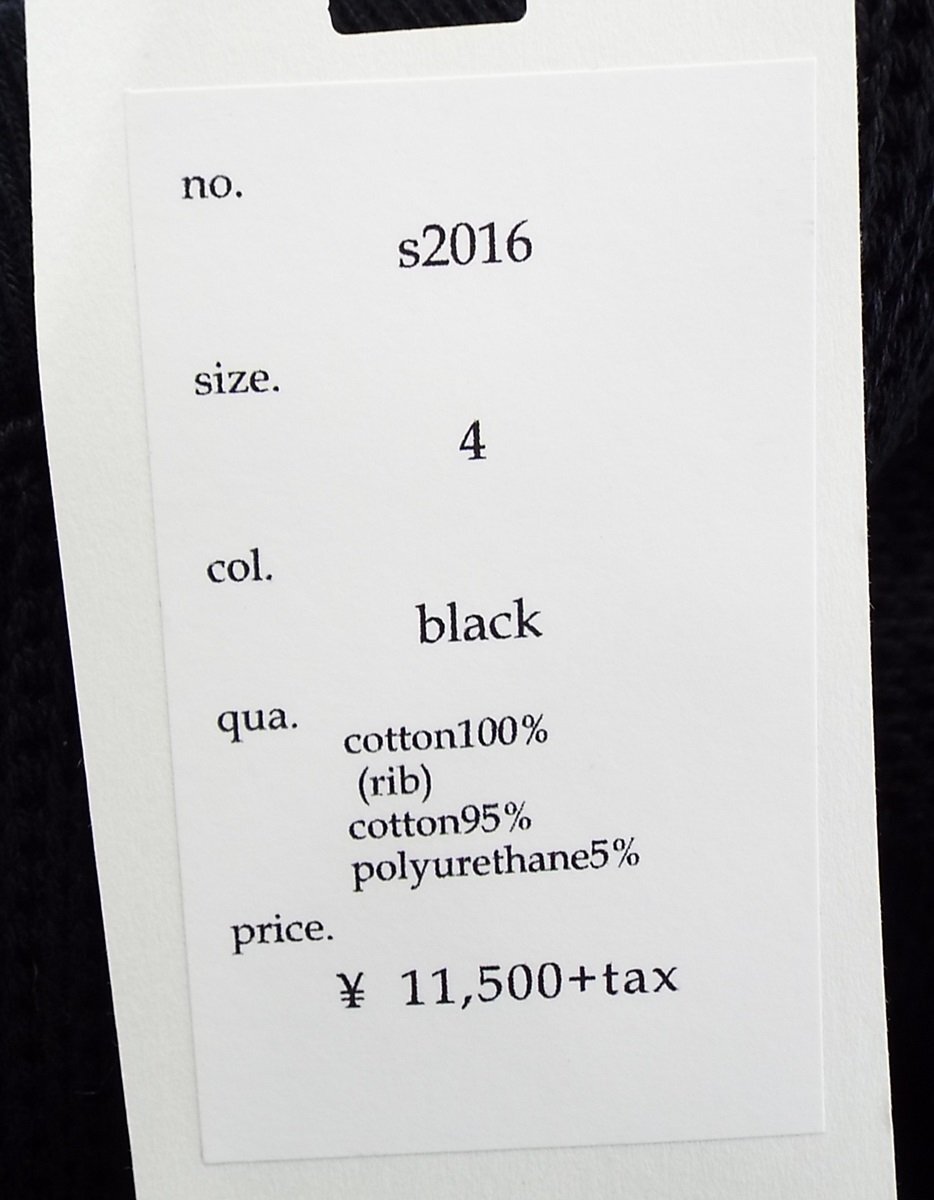 no.
s2016
size.
4
col.
black
qua.
cotton100%
(rib)
cotton95%
polyurethane5%
price.
¥ 11,500+tax